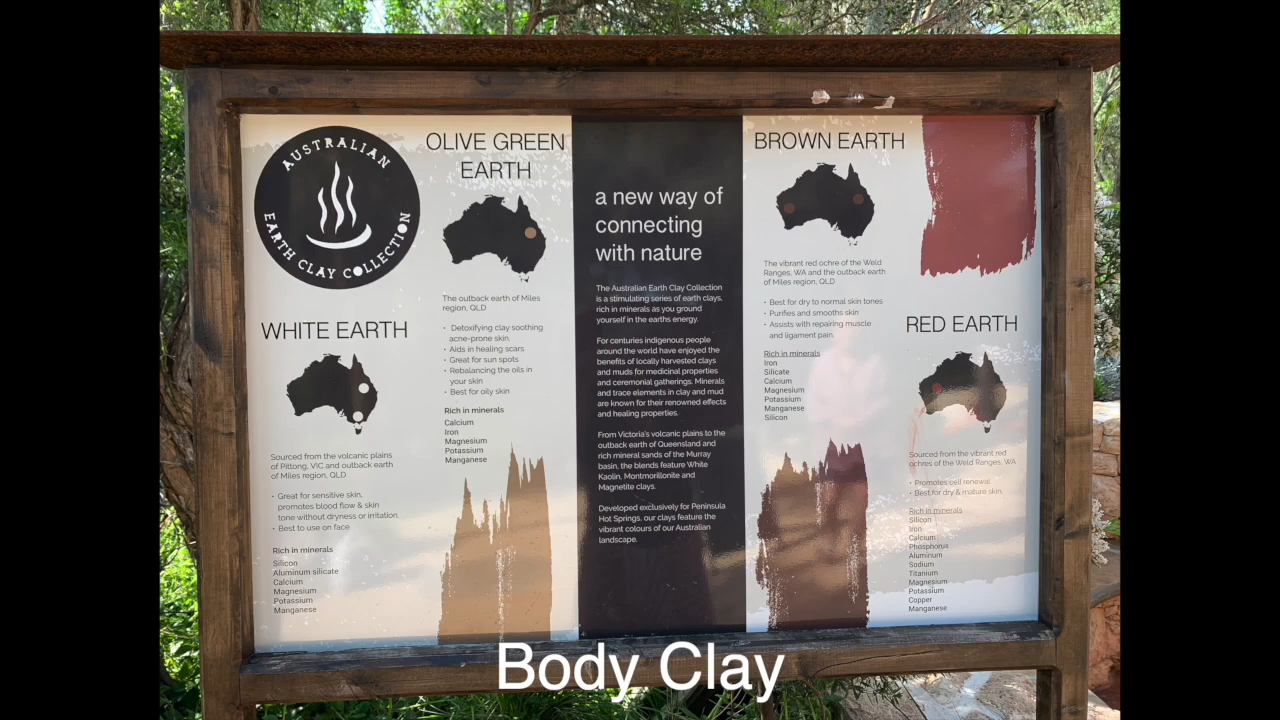 AUSTRALIAN
EARTH CLAY COLLECTION
WHITE EARTH
Sourced from the volcanic plains
of Pittong, VIC and outback earth
of Miles region, QLD
• Great for sensitive skin,
promotes blood flow & skin
tone without dryness or irritation.
• Best to use on face
Rich in minerals
Silicon
Aluminum silicate
Calcium
Magnesium
Potassium
Manganese
OLIVE GREEN
EARTH
The outback earth of Miles
region, QLD
• Detoxifying clay soothing
acne-prone skin.
• Aids in healing scars
• Great for sun spots
• Rebalancing the oils in
your skin
• Best for oily skin
Rich in minerals
Calcium
Iron
Magnesium
Potassium
Manganese
a new way of
connecting
with nature
The Australian Earth Clay Collection
is a stimulating series of earth clays,
rich in minerals as you ground
yourself in the earths energy.
For centuries indigenous people
around the world have enjoyed the
benefits of locally harvested clays
and muds for medicinal properties
and ceremonial gatherings. Minerals
and trace elements in clay and mud
are known for their renowned effects
and healing properties.
From Victoria's volcanic plains to the
outback earth of Queensland and
rich mineral sands of the Murray
basin, the blends feature White
Kaolin, Montmorillonite and
Magnetite clays.
Developed exclusively for Peninsula
Hot Springs, our clays feature the
vibrant colours of our Australian
landscape.
BROWN EARTH
The vibrant red ochre of the Weld
Ranges, WA and the outback earth
of Miles region, QLD
• Best for dry to normal skin tones
• Purifies and smooths skin
• Assists with repairing muscle
and ligament pain.
Rich in minerals
Iron
Silicate
Calcium
Magnesium
Potassium
Manganese
Silicon
RED EARTH
Sourced from the vibrant red
ochres of the Weld Ranges, WA
• Promotes cell renewal
• Best for dry & mature skin.
Rich in minerals
Silicon
Iron
Calcium
Phosphorus
Aluminum
Sodium
Titanium
Magnesium
Potassium
Copper
Manganese
Body Clay